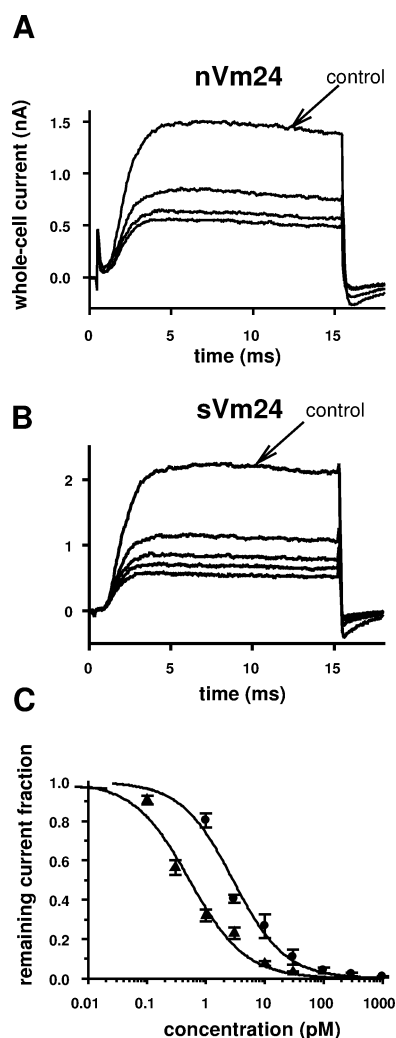 A
nVm24
control
whole-cell current (nA)
1.5
1.0
0.5
0.0
0 5 10 15
time (ms)
B
sVm24
control
2
1
0
0 5 10 15
time (ms)
C
remaining current fraction
1.0
0.8
0.6
0.4
0.2
0.0
0.01 0.1 1 10 100 1000
concentration (pM)